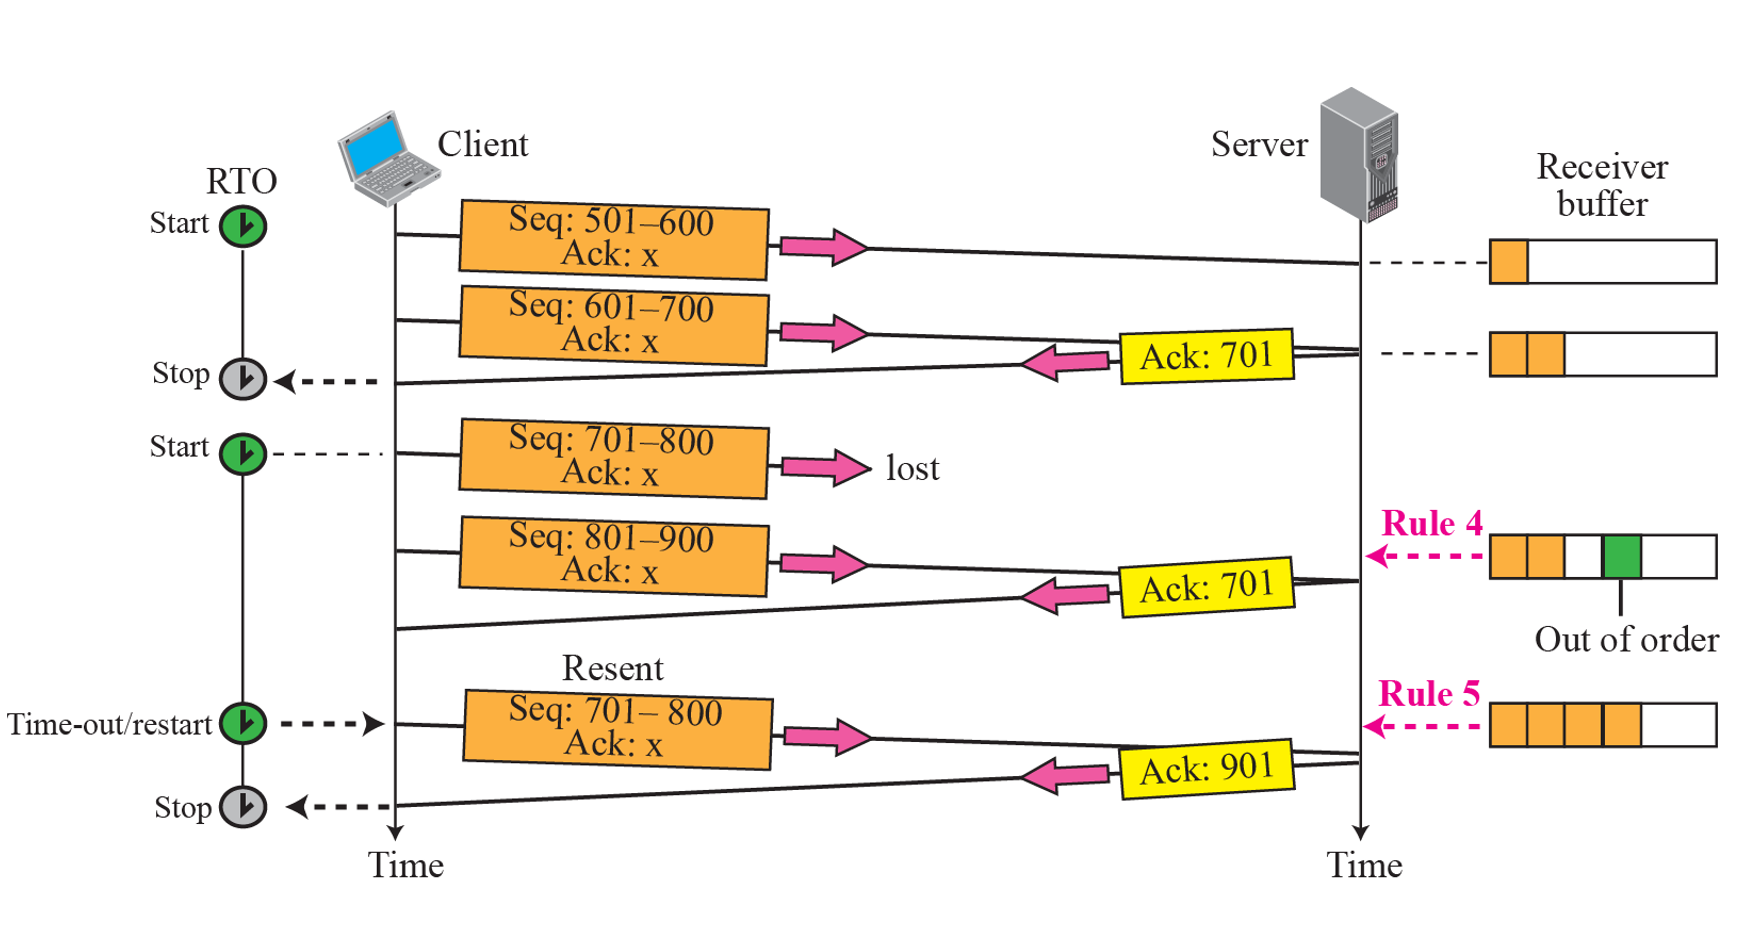 Client
Server
Receiver
buffer
RTO
Start
Seq: 501–600
Ack: x
Seq: 601–700
Ack: x
Ack: 701
Stop
Start
Seq: 701–800
Ack: x
lost
Seq: 801–900
Ack: x
Ack: 701
Rule 4
Out of order
Resent
Time-out/restart
Seq: 701– 800
Ack: x
Rule 5
Ack: 901
Stop
Time
Time